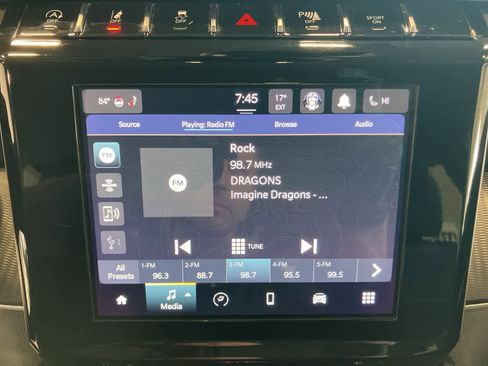 OFF
OFF
OFF
OFF
SPORT
ON
84°
7:45
17°
EXT
HI
Source
Playing: Radio FM
Browse
Audio
FM
FM
Rock
98.7 MHz
DRAGONS
Imagine Dragons - ...
1
TUNE
All
Presets
1-FM
96.3
2-FM
88.7
3-FM
98.7
4-FM
95.5
5-FM
99.5
Media